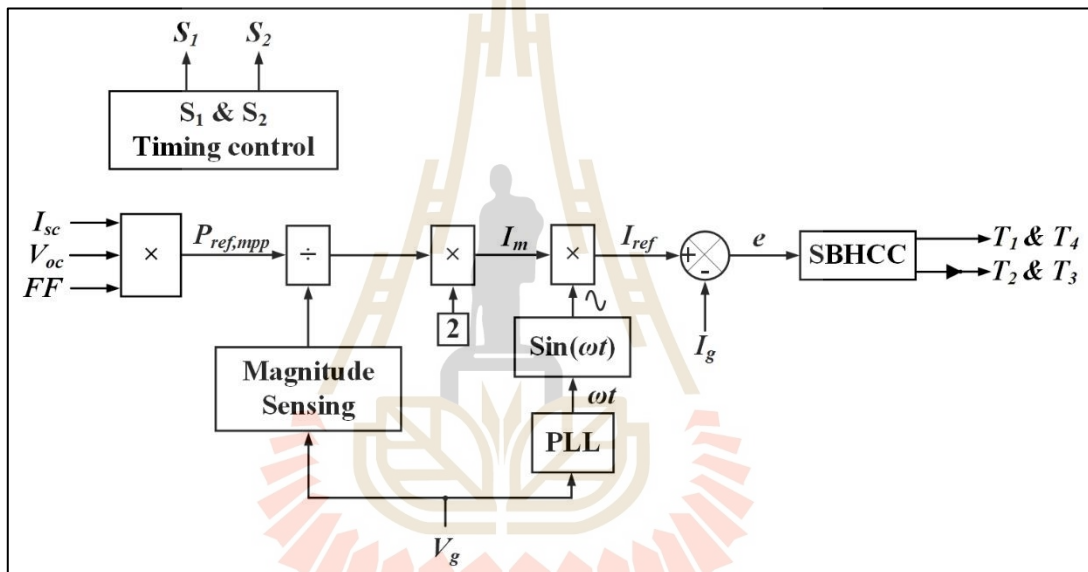 S1 S2
S1 & S2
Timing control
Isc
Voc
FF
×
Pref,mpp
÷
×
2
Im
×
Iref
+
-
e
SBHCC
T1 & T4
T2 & T3
Ig
Magnitude
Sensing
Sin(ωt)
ωt
PLL
Vg